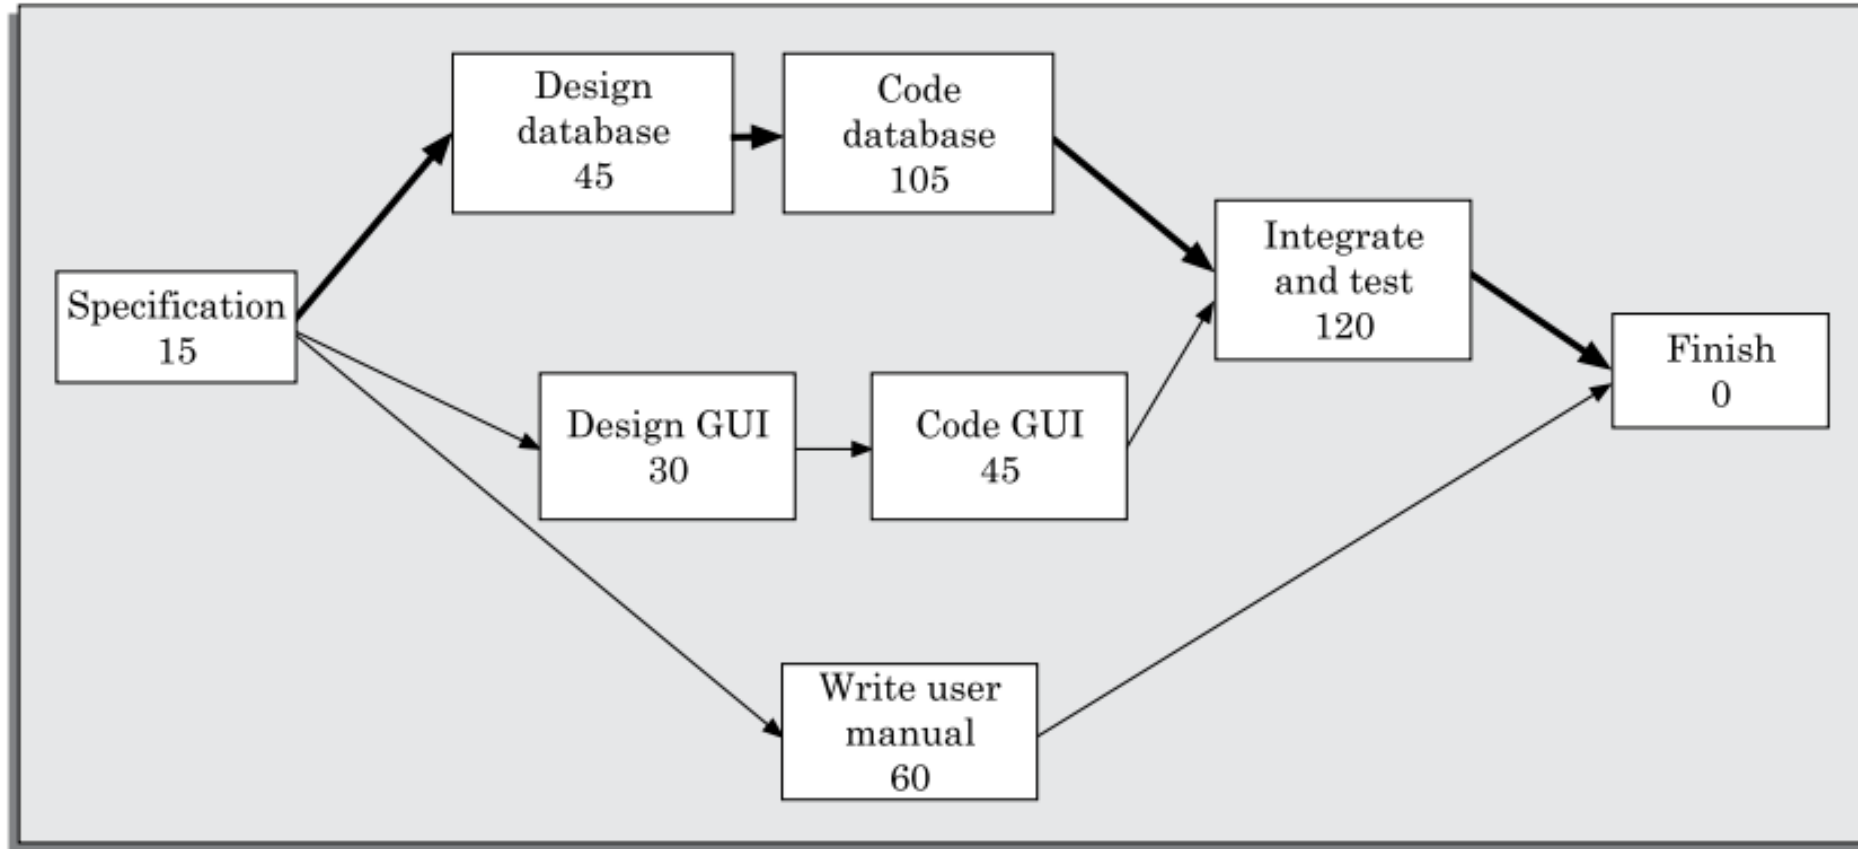 Design
database
45
Code
database
105
Integrate
and test
120
Specification
15
Finish
0
Design GUI
30
Code GUI
45
Write user
manual
60